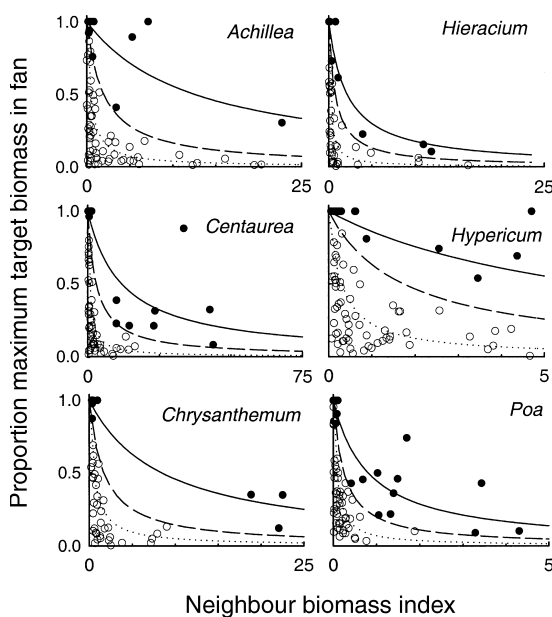 Proportion maximum target biomass in fan
1.0
0.5
0.0
0
25
Achillea
Hieracium
0
25
1.0
0.5
0.0
0
75
Centaurea
Hypericum
0
5
1.0
0.5
0.0
0
25
Chrysanthemum
Poa
0
5
Neighbour biomass index